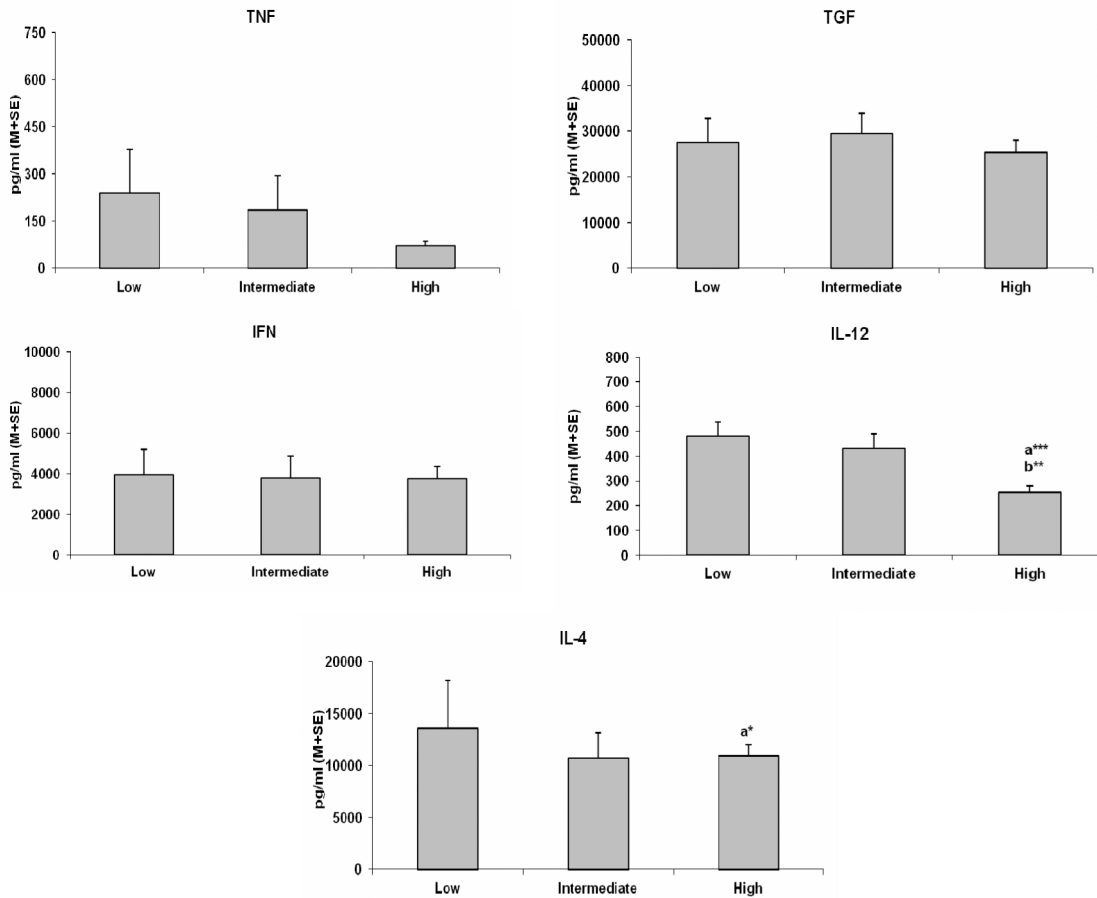 TNF
pg/ml (M+SE)
750
600
450
300
150
0
Low Intermediate High
TGF
pg/ml (M+SE)
50000
40000
30000
20000
10000
0
Low Intermediate High
IFN
pg/ml (M+SE)
10000
8000
6000
4000
2000
0
Low Intermediate High
IL-12
pg/ml (M+SE)
800
700
600
500
400
300
200
100
0
a***
b**
Low Intermediate High
IL-4
pg/ml (M+SE)
20000
15000
10000
5000
0
a*
Low Intermediate High